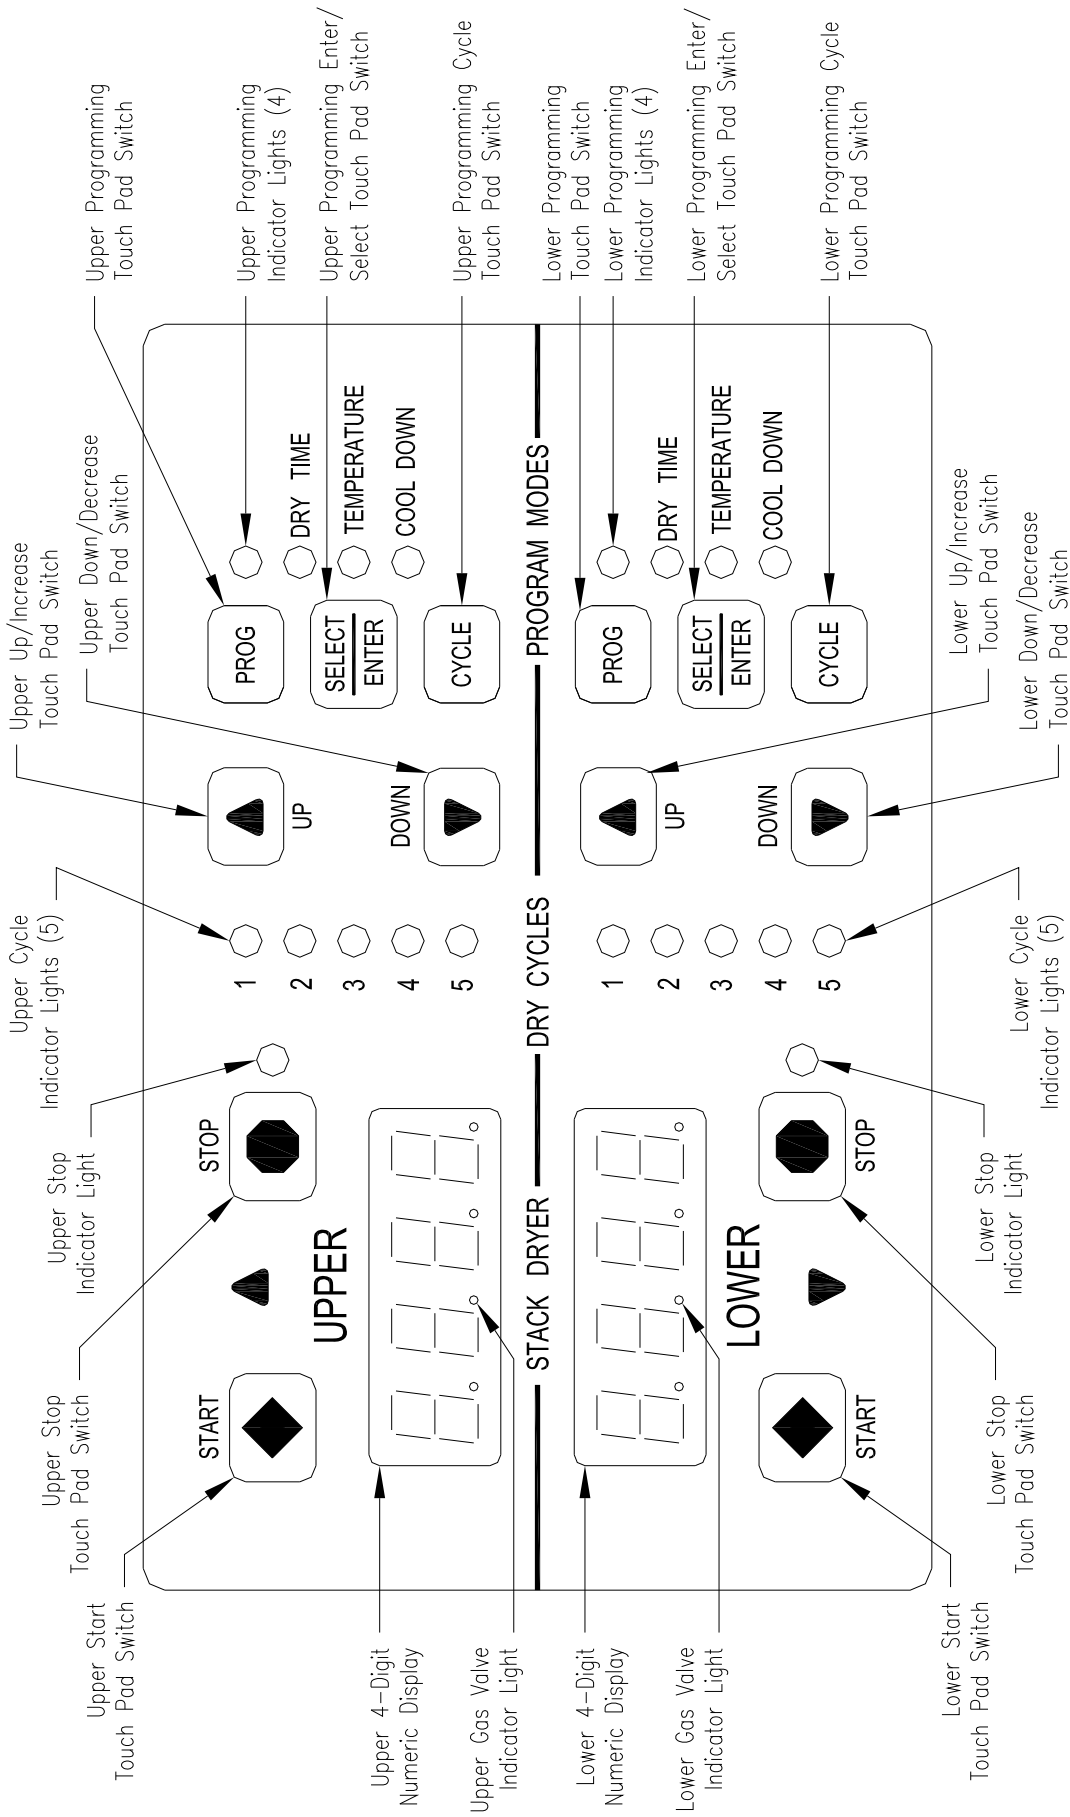 Upper Start
Touch Pad Switch
Upper Stop
Touch Pad Switch
Upper Stop
Indicator Light
Upper Cycle
Indicator Lights (5)
Upper Up/Increase
Touch Pad Switch
Upper Down/Decrease
Touch Pad Switch
Upper Programming
Touch Pad Switch
Upper Programming
Indicator Lights (4)
Upper Programming Enter/
Select Touch Pad Switch
Upper Programming Cycle
Touch Pad Switch
START
STOP
UPPER
1
2
3
4
5
UP
DOWN
PROG
SELECT
ENTER
CYCLE
DRY TIME
TEMPERATURE
COOL DOWN
Upper 4-Digit
Numeric Display
Upper Gas Valve
Indicator Light
STACK DRYER
DRY CYCLES
PROGRAM MODES
Lower 4-Digit
Numeric Display
Lower Gas Valve
Indicator Light
LOWER
START
STOP
1
2
3
4
5
UP
DOWN
PROG
SELECT
ENTER
CYCLE
DRY TIME
TEMPERATURE
COOL DOWN
Lower Programming
Touch Pad Switch
Lower Programming
Indicator Lights (4)
Lower Programming Enter/
Select Touch Pad Switch
Lower Programming Cycle
Touch Pad Switch
Lower Start
Touch Pad Switch
Lower Stop
Touch Pad Switch
Lower Stop
Indicator Light
Lower Cycle
Indicator Lights (5)
Lower Up/Increase
Touch Pad Switch
Lower Down/Decrease
Touch Pad Switch